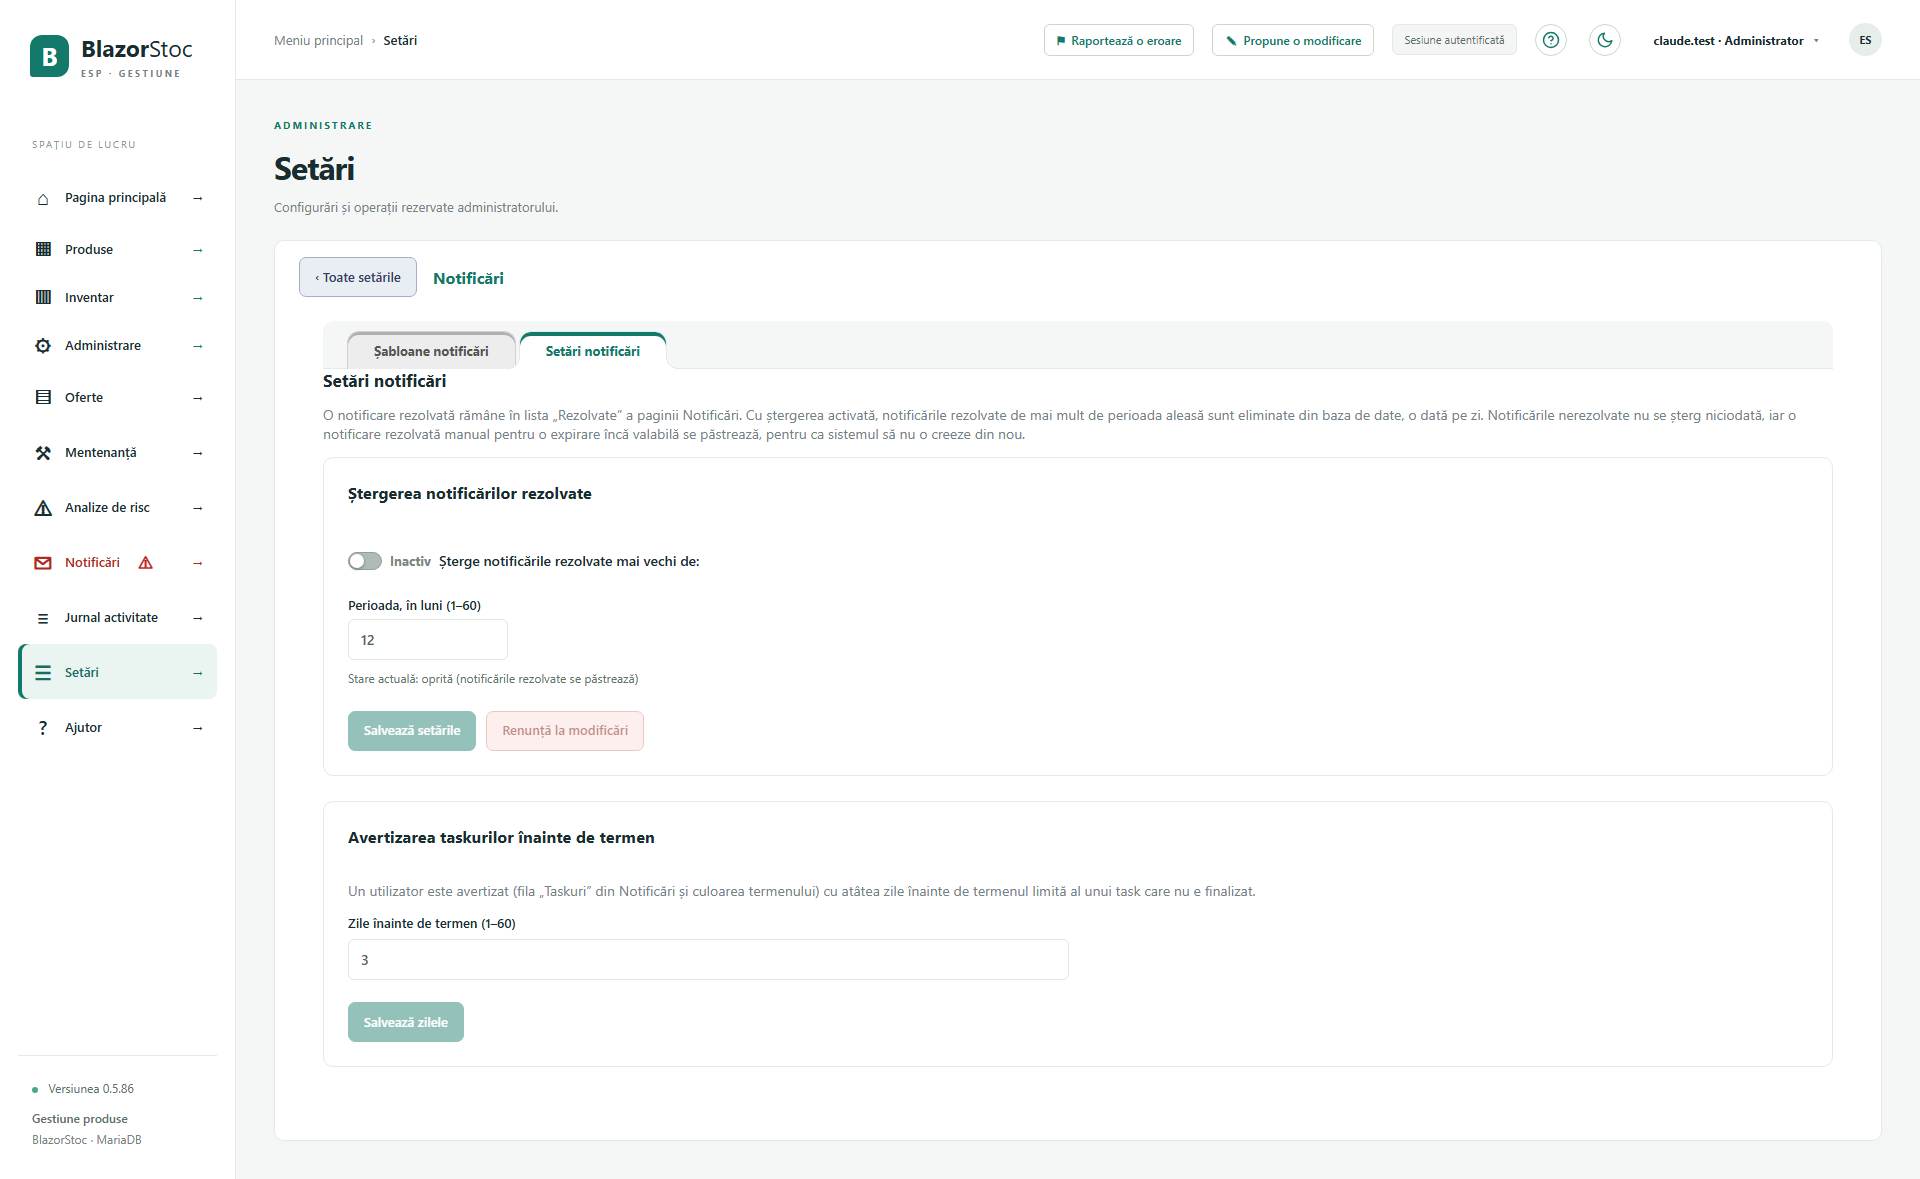 B
BlazorStoc
ESP · GESTIUNE
SPAȚIU DE LUCRU
Pagina principală →
Produse →
Inventar →
Administrare →
Oferte →
Mentenanță →
Analize de risc →
Notificări →
Jurnal activitate →
Setări →
? Ajutor →
Versiunea 0.5.86
Gestiune produse
BlazorStoc · MariaDB
Meniu principal › Setări
Raportează o eroare
Propune o modificare
Sesiune autentificată
claude.test · Administrator
ES
ADMINISTRARE
Setări
Configurări și operații rezervate administratorului.
‹ Toate setările
Notificări
Șabloane notificări
Setări notificări
Setări notificări
O notificare rezolvată rămâne în lista „Rezolvate” a paginii Notificări. Cu ștergerea activată, notificările rezolvate de mai mult de perioada aleasă sunt eliminate din baza de date, o dată pe zi. Notificările nerezolvate nu se șterg niciodată, iar o
notificare rezolvată manual pentru o expirare încă valabilă se păstrează, pentru ca sistemul să nu o creeze din nou.
Ștergerea notificărilor rezolvate
Inactiv Șterge notificările rezolvate mai vechi de:
Perioada, în luni (1–60)
12
Stare actuală: oprită (notificările rezolvate se păstrează)
Salvează setările
Renunță la modificări
Avertizarea taskurilor înainte de termen
Un utilizator este avertizat (fila „Taskuri” din Notificări și culoarea termenului) cu atâtea zile înainte de termenul limită al unui task care nu e finalizat.
Zile înainte de termen (1–60)
3
Salvează zilele